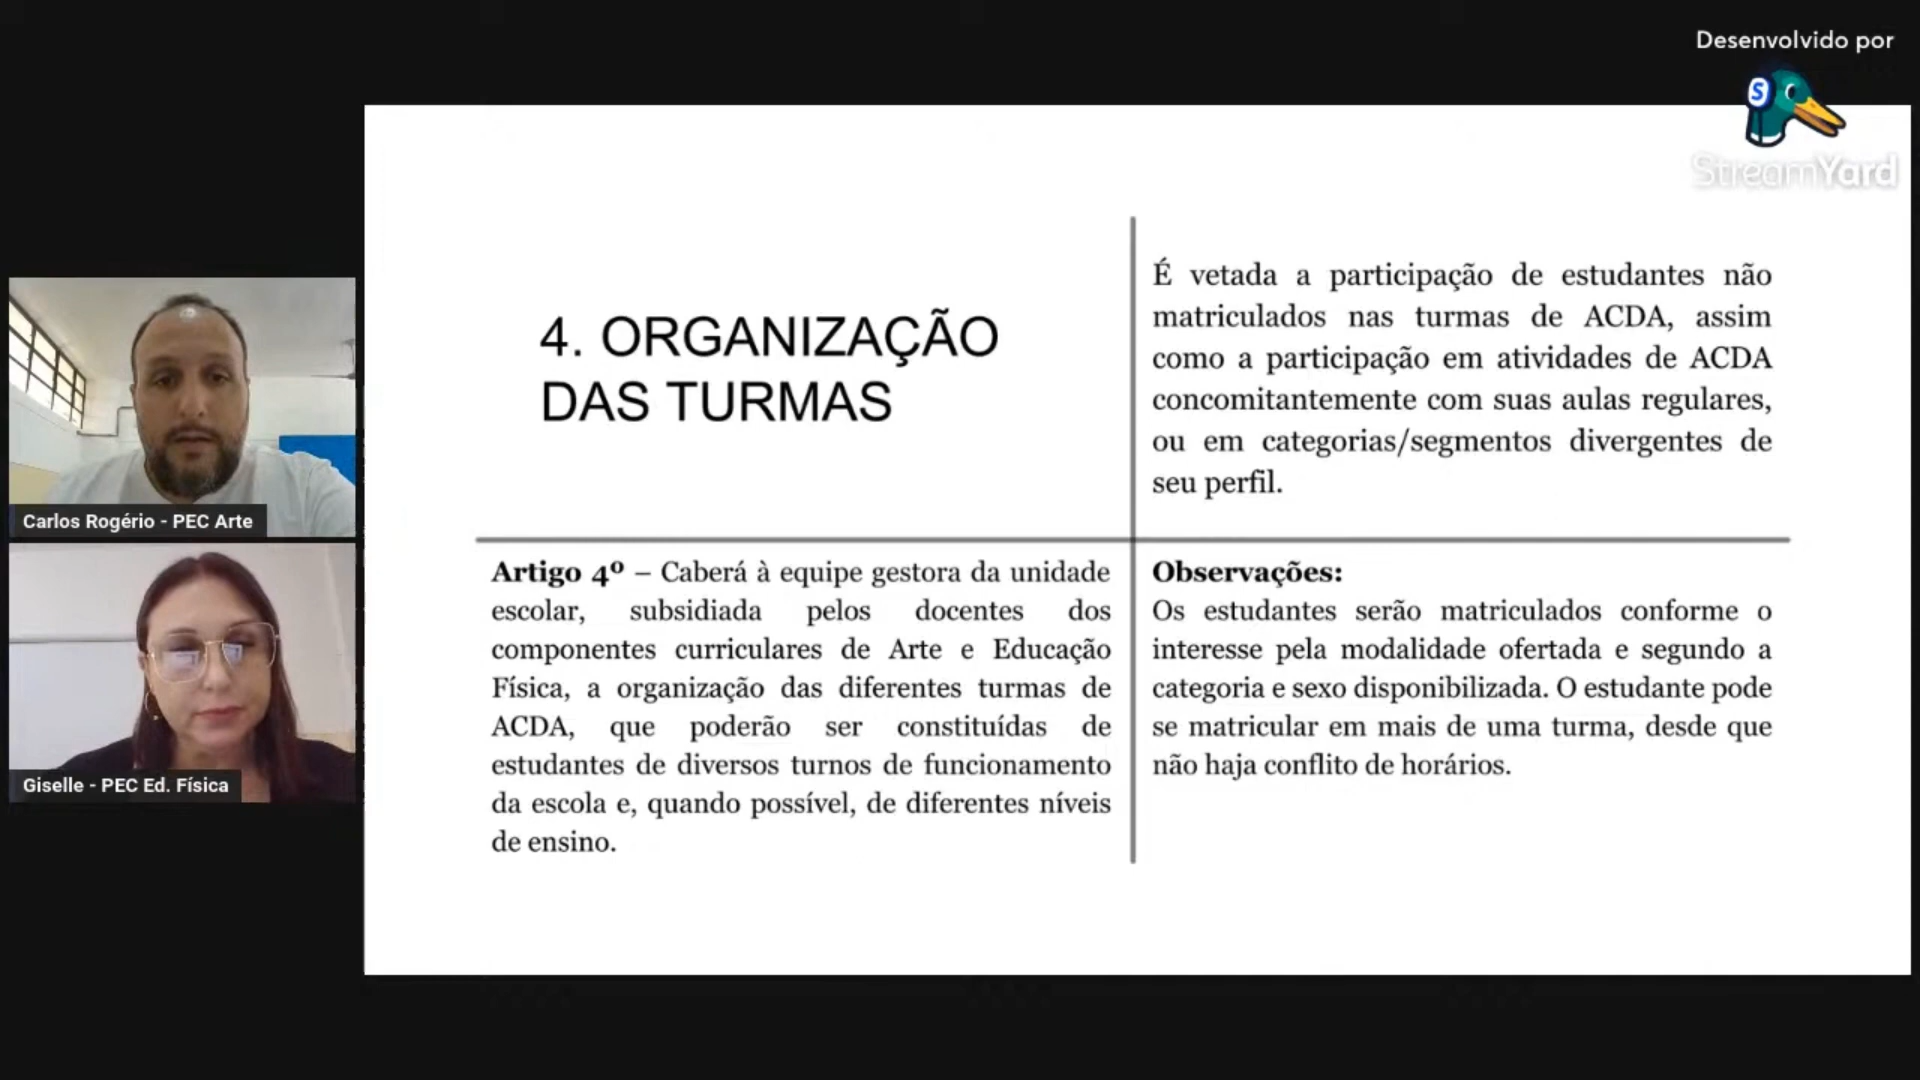 Desenvolvido por
StreamYard
4. ORGANIZAÇÃO
DAS TURMAS
É vetada a participação de estudantes não
matriculados nas turmas de ACDA, assim
como a participação em atividades de ACDA
concomitantemente com suas aulas regulares,
ou em categorias/segmentos divergentes de
seu perfil.
Artigo 4º – Caberá à equipe gestora da unidade
escolar, subsidiada pelos docentes dos
componentes curriculares de Arte e Educação
Física, a organização das diferentes turmas de
ACDA, que poderão ser constituídas de
estudantes de diversos turnos de funcionamento
da escola e, quando possível, de diferentes níveis
de ensino.
Observações:
Os estudantes serão matriculados conforme o
interesse pela modalidade ofertada e segundo a
categoria e sexo disponibilizada. O estudante pode
se matricular em mais de uma turma, desde que
não haja conflito de horários.
Carlos Rogério - PEC Arte
Giselle - PEC Ed. Física